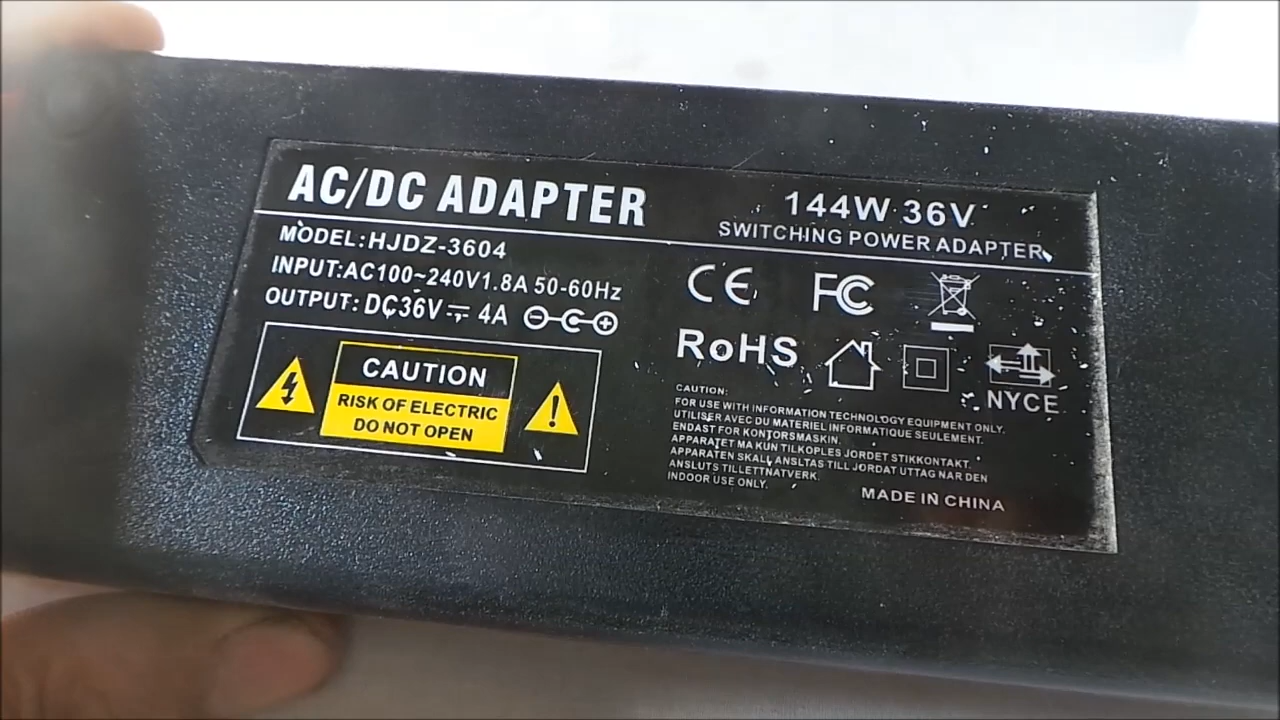 AC/DC ADAPTER
144W 36V
SWITCHING POWER ADAPTER
MODEL:HJDZ-3604
INPUT:AC100~240V1.8A 50-60Hz
OUTPUT: DC36V ⎓ 4A
CAUTION
RISK OF ELECTRIC
DO NOT OPEN
CE FC
RoHS
NYCE
CAUTION:
FOR USE WITH INFORMATION TECHNOLOGY EQUIPMENT ONLY.
UTILISER AVEC DU MATERIEL INFORMATIQUE SEULEMENT.
ENDAST FOR KONTORSMASKIN.
APPARATET MA KUN TILKOPLES JORDET STIKKONTAKT.
APPARATEN SKALL ANSLTAS TILL JORDAT UTTAG NAR DEN
ANSLUTS TILLETTNATVERK.
INDOOR USE ONLY.
MADE IN CHINA